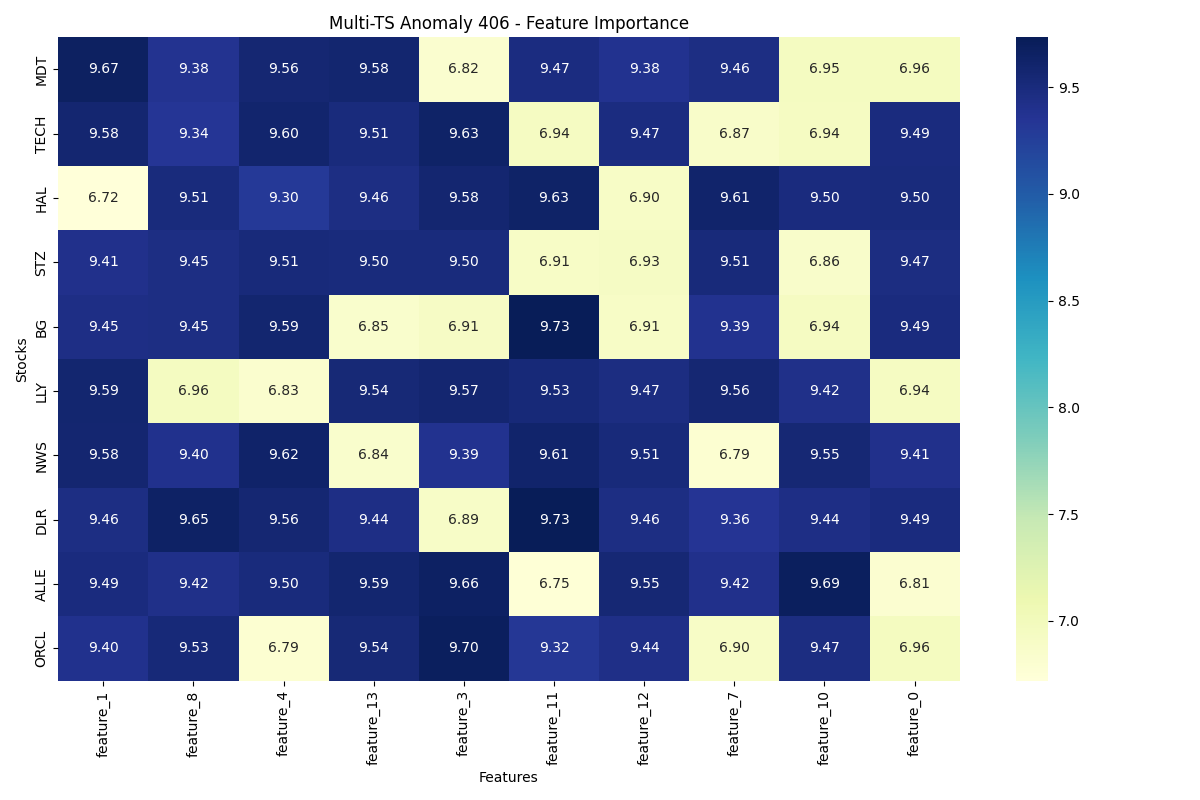 Multi-TS Anomaly 406 - Feature Importance
Stocks
MDT 9.67 9.38 9.56 9.58 6.82 9.47 9.38 9.46 6.95 6.96
TECH 9.58 9.34 9.60 9.51 9.63 6.94 9.47 6.87 6.94 9.49
HAL 6.72 9.51 9.30 9.46 9.58 9.63 6.90 9.61 9.50 9.50
STZ 9.41 9.45 9.51 9.50 9.50 6.91 6.93 9.51 6.86 9.47
BG 9.45 9.45 9.59 6.85 6.91 9.73 6.91 9.39 6.94 9.49
LLY 9.59 6.96 6.83 9.54 9.57 9.53 9.47 9.56 9.42 6.94
NWS 9.58 9.40 9.62 6.84 9.39 9.61 9.51 6.79 9.55 9.41
DLR 9.46 9.65 9.56 9.44 6.89 9.73 9.46 9.36 9.44 9.49
ALLE 9.49 9.42 9.50 9.59 9.66 6.75 9.55 9.42 9.69 6.81
ORCL 9.40 9.53 6.79 9.54 9.70 9.32 9.44 6.90 9.47 6.96
feature_1 feature_8 feature_4 feature_13 feature_3 feature_11 feature_12 feature_7 feature_10 feature_0
Features
9.5
9.0
8.5
8.0
7.5
7.0